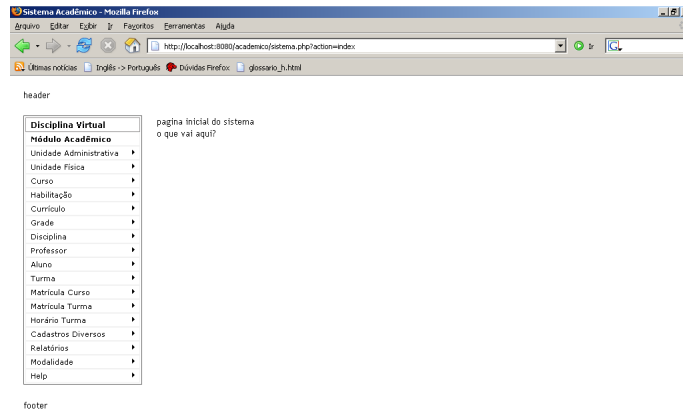 Sistema Acadêmico - Mozilla Firefox
Arquivo Editar Exibir Ir Favoritos Ferramentas Ajuda
http://localhost:8080/academico/sistema.php?action=index Ir G
Últimas notícias Inglês -> Português Dúvidas Firefox glossario_h.html
header
Disciplina Virtual
Módulo Acadêmico
Unidade Administrativa
Unidade Física
Curso
Habilitação
Currículo
Grade
Disciplina
Professor
Aluno
Turma
Matrícula Curso
Matrícula Turma
Horário Turma
Cadastros Diversos
Relatórios
Modalidade
Help
pagina inicial do sistema
o que vai aqui?
footer